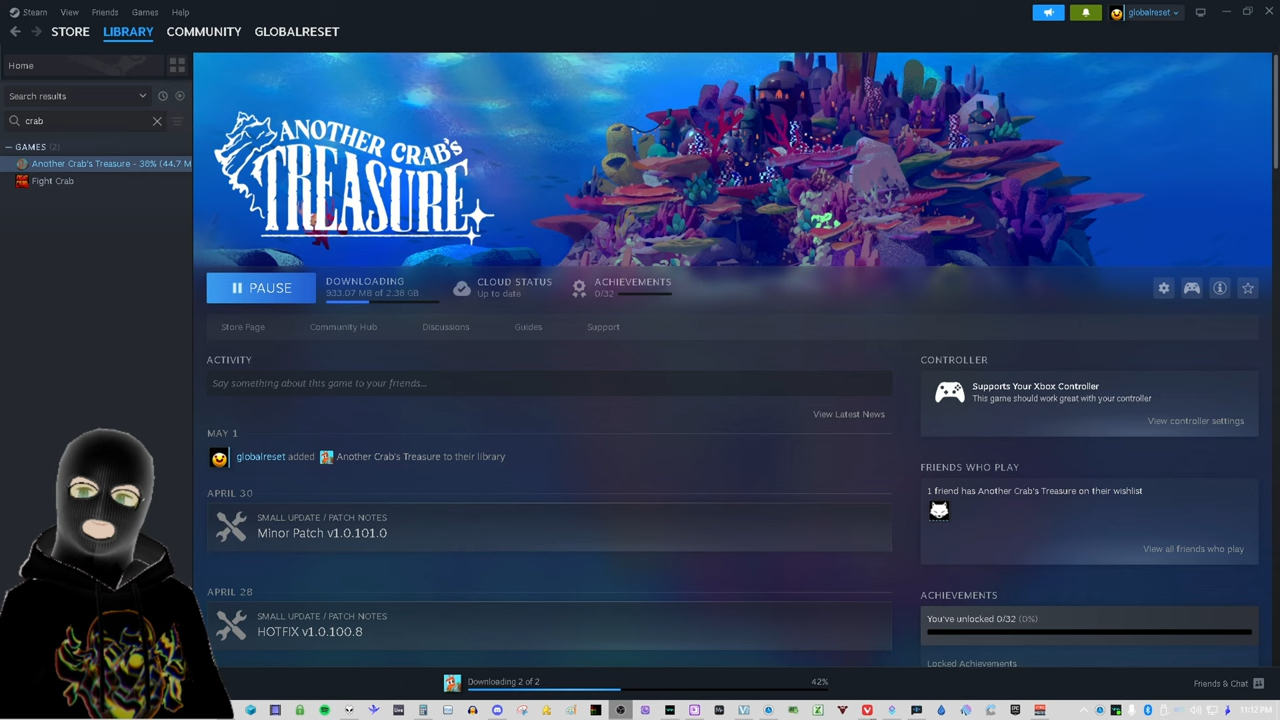 Steam View Friends Games Help
globalreset
STORE LIBRARY COMMUNITY GLOBALRESET
Home
Search results
crab
GAMES (2)
Another Crab's Treasure - 38% (44.7 M
Fight Crab
ANOTHER CRAB'S
TREASURE
PAUSE
DOWNLOADING
933.07 MB of 2.38 GB
CLOUD STATUS
Up to date
ACHIEVEMENTS
0/32
Store Page Community Hub Discussions Guides Support
ACTIVITY
Say something about this game to your friends...
View Latest News
MAY 1
globalreset added Another Crab's Treasure to their library
APRIL 30
SMALL UPDATE / PATCH NOTES
Minor Patch v1.0.101.0
APRIL 28
SMALL UPDATE / PATCH NOTES
HOTFIX v1.0.100.8
CONTROLLER
Supports Your Xbox Controller
This game should work great with your controller
View controller settings
FRIENDS WHO PLAY
1 friend has Another Crab's Treasure on their wishlist
View all friends who play
ACHIEVEMENTS
You've unlocked 0/32 (0%)
Locked Achievements
Downloading 2 of 2
42%
Friends & Chat
11:12 PM